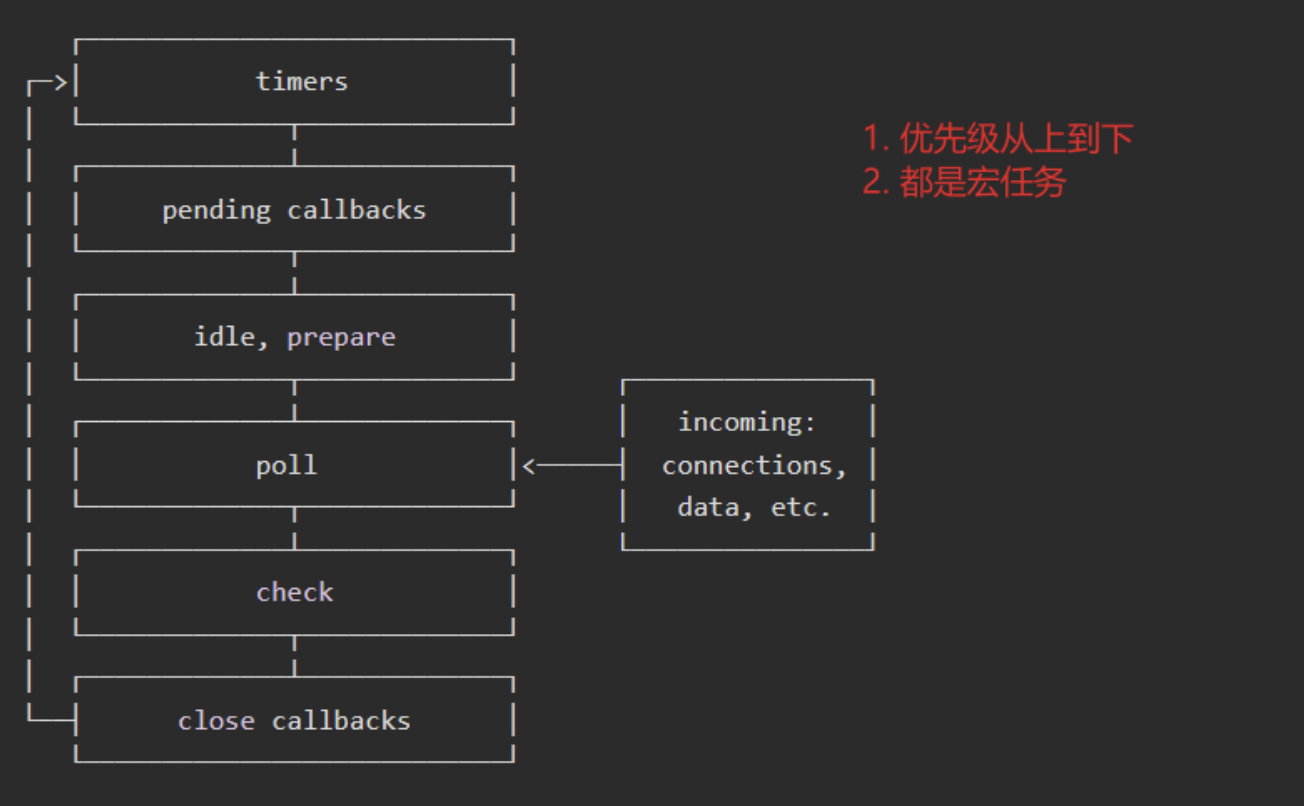 timers
1. 优先级从上到下
2. 都是宏任务
pending callbacks
idle, prepare
incoming:
connections,
data, etc.
poll
check
close callbacks